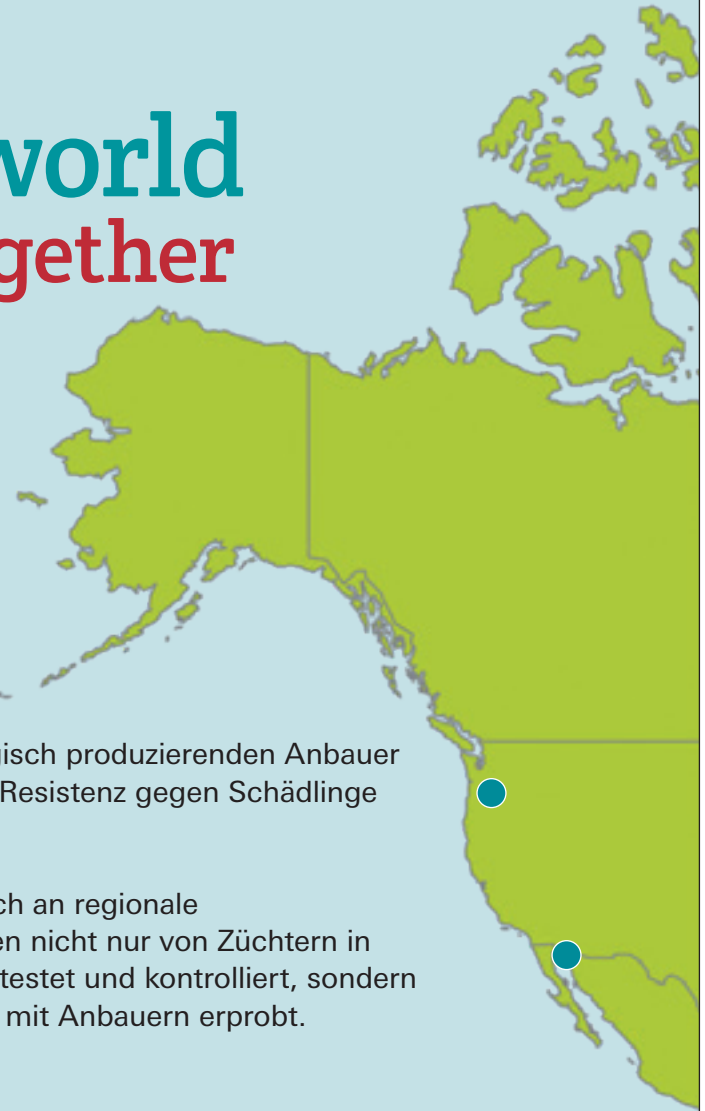 world
gether
gisch produzierenden Anbauer
Resistenz gegen Schädlinge
ch an regionale
en nicht nur von Züchtern in
testet und kontrolliert, sondern
mit Anbauern erprobt.